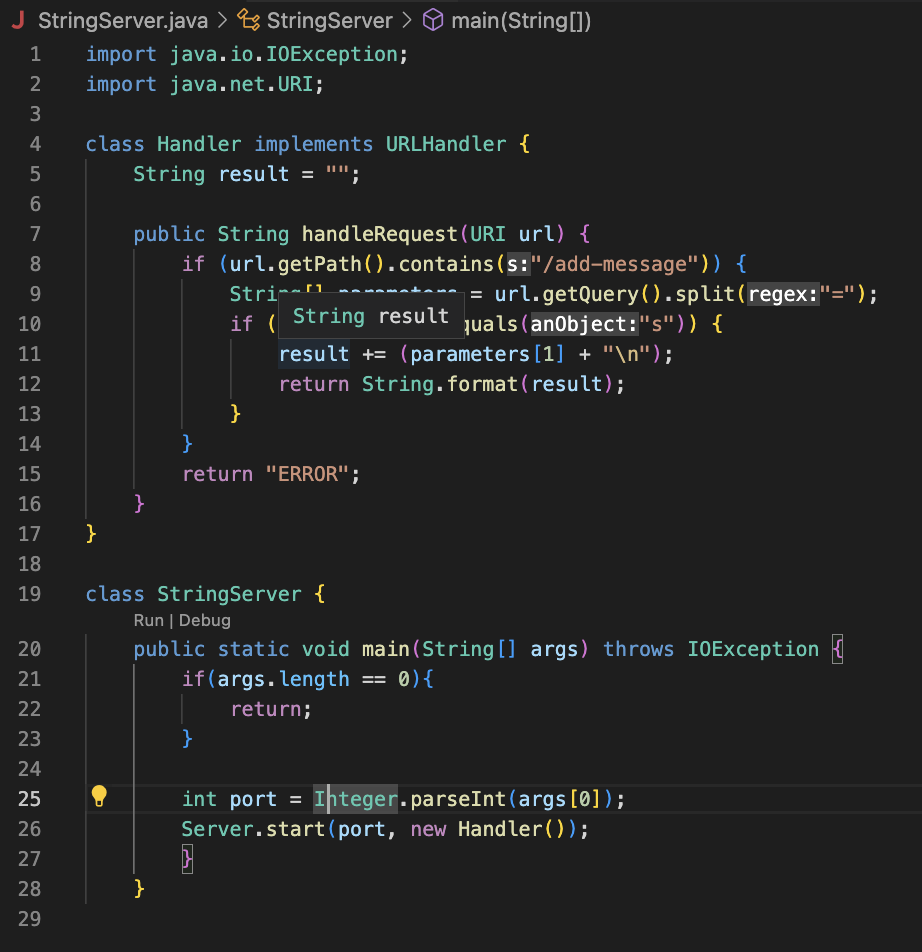 StringServer.java > StringServer > main(String[])
1 import java.io.IOException;
2 import java.net.URI;
3
4 class Handler implements URLHandler {
5 String result = "";
6
7 public String handleRequest(URI url) {
8 if (url.getPath().contains(s:"/add-message")) {
9 String[] parameters = url.getQuery().split(regex:"=");
String result
10 if ( quals(anObject:"s")) {
11 result += (parameters[1] + "\n");
12 return String.format(result);
13 }
14 }
15 return "ERROR";
16 }
17 }
18
19 class StringServer {
Run | Debug
20 public static void main(String[] args) throws IOException {
21 if(args.length == 0){
22 return;
23 }
24
25 int port = Integer.parseInt(args[0]);
26 Server.start(port, new Handler());
27 }
28 }
29